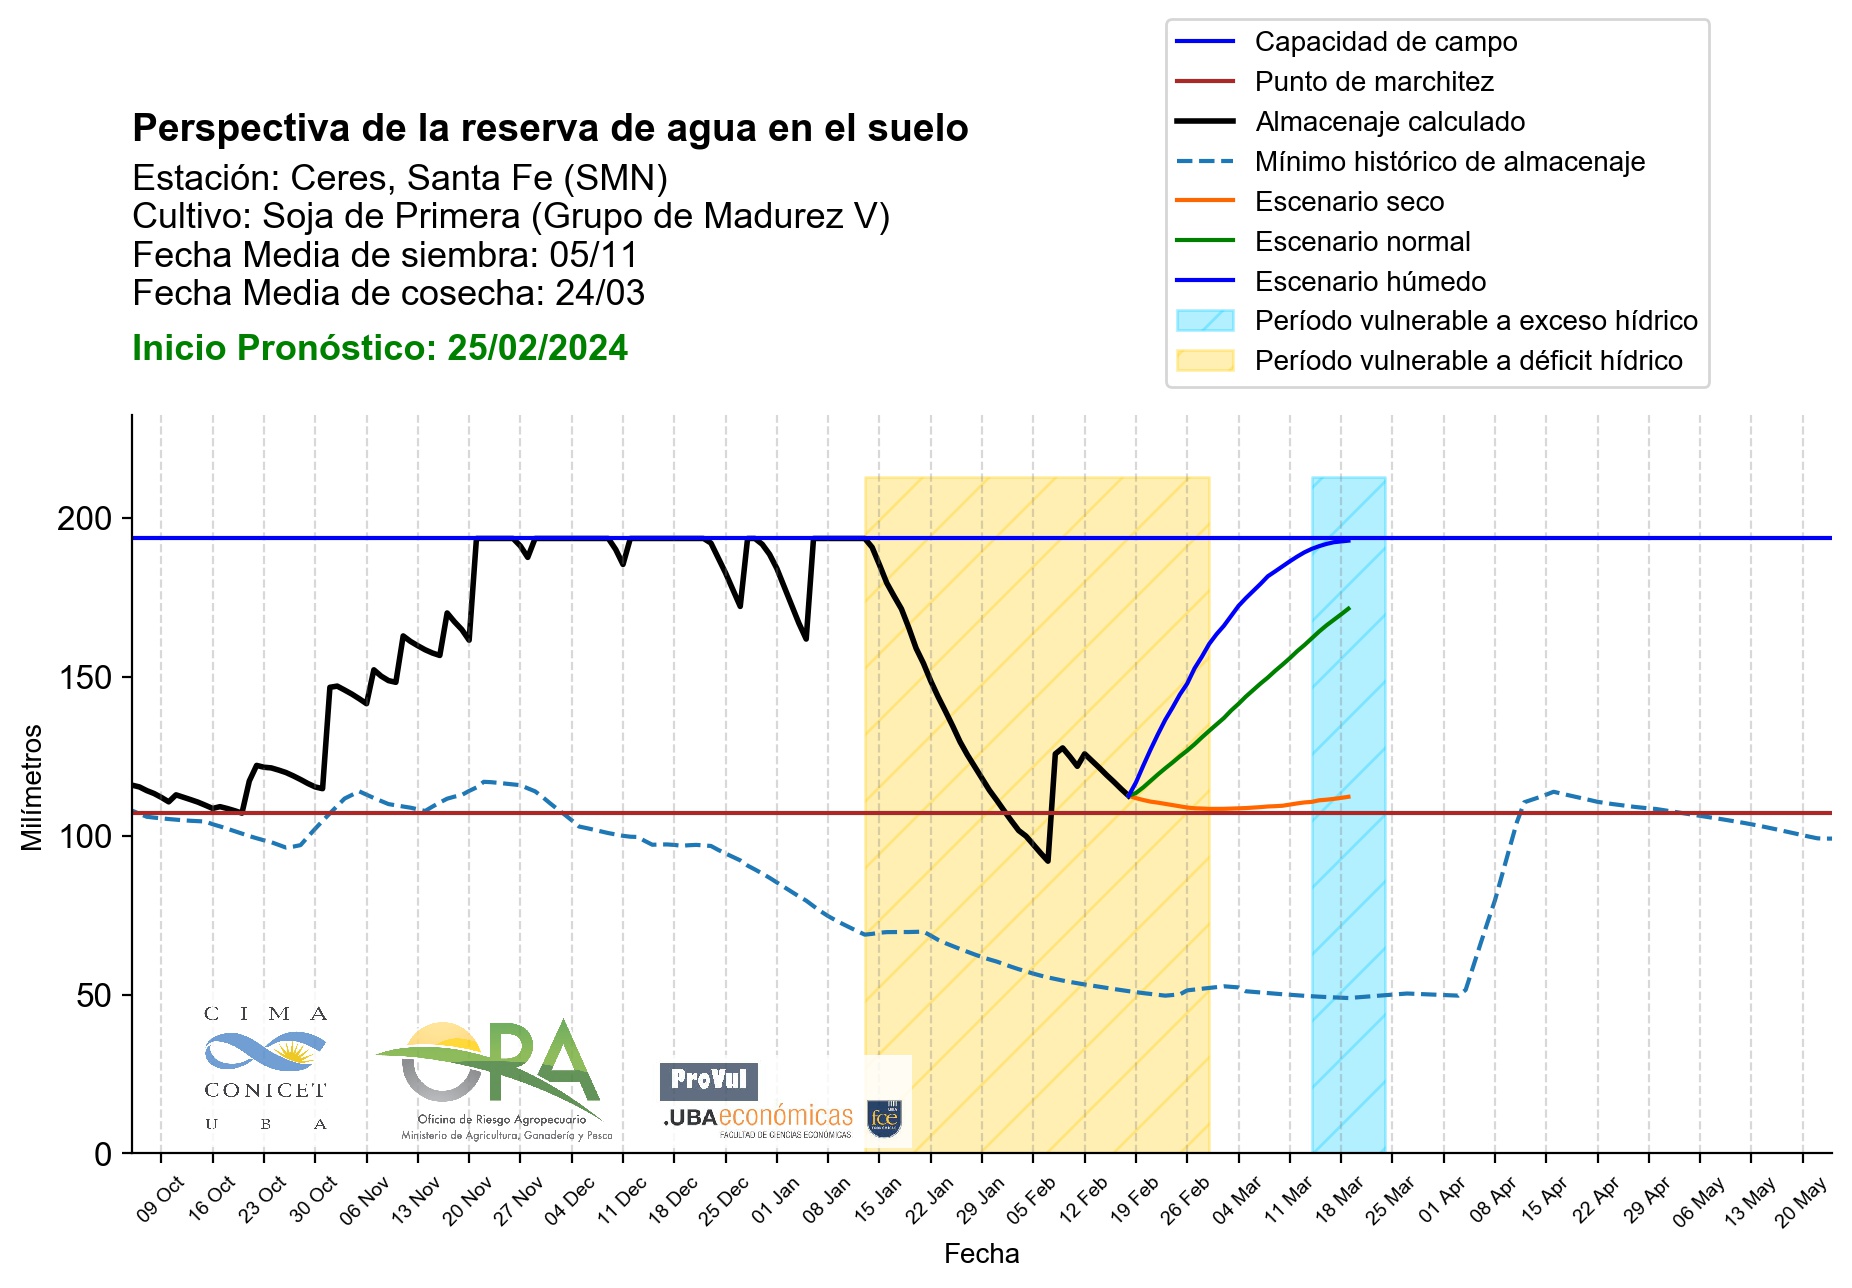 Capacidad de campo
Punto de marchitez
Almacenaje calculado
Mínimo histórico de almacenaje
Escenario seco
Escenario normal
Escenario húmedo
Período vulnerable a exceso hídrico
Período vulnerable a déficit hídrico
Perspectiva de la reserva de agua en el suelo
Estación: Ceres, Santa Fe (SMN)
Cultivo: Soja de Primera (Grupo de Madurez V)
Fecha Media de siembra: 05/11
Fecha Media de cosecha: 24/03
Inicio Pronóstico: 25/02/2024
Milímetros
200
150
100
50
0
CIMA
CONICET
UBA
ORA
Oficina de Riesgo Agropecuario
Ministerio de Agricultura, Ganadería y Pesca
ProVul
.UBAeconómicas
FACULTAD DE CIENCIAS ECONÓMICAS
fce
09 Oct
16 Oct
23 Oct
30 Oct
06 Nov
13 Nov
20 Nov
27 Nov
04 Dec
11 Dec
18 Dec
25 Dec
01 Jan
08 Jan
15 Jan
22 Jan
29 Jan
05 Feb
12 Feb
19 Feb
26 Feb
04 Mar
11 Mar
18 Mar
25 Mar
01 Apr
08 Apr
15 Apr
22 Apr
29 Apr
06 May
13 May
20 May
Fecha